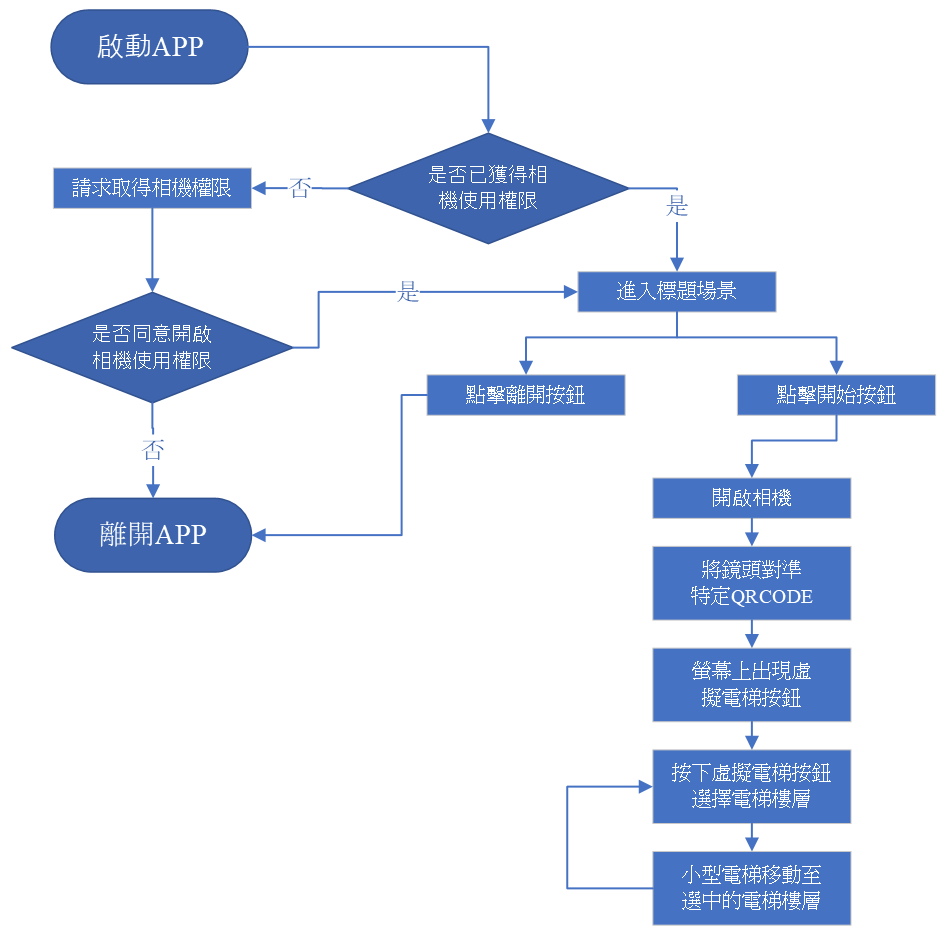 啟動APP
是否已獲得相
機使用權限
否
請求取得相機權限
是
進入標題場景
是
是否同意開啟
相機使用權限
點擊離開按鈕
點擊開始按鈕
否
離開APP
開啟相機
將鏡頭對準
特定QRCODE
螢幕上出現虛
擬電梯按鈕
按下虛擬電梯按鈕
選擇電梯樓層
小型電梯移動至
選中的電梯樓層